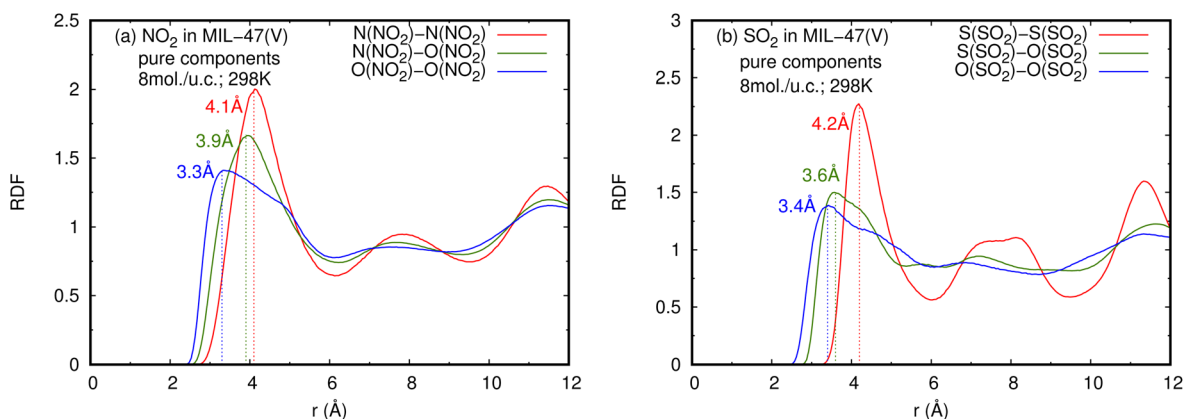 (a) NO₂ in MIL−47(V)
pure components
8mol./u.c.; 298K
N(NO₂)−N(NO₂)
N(NO₂)−O(NO₂)
O(NO₂)−O(NO₂)
4.1Å
3.9Å
3.3Å
RDF
2.5
2
1.5
1
0.5
0
0 2 4 6 8 10 12
r (Å)
(b) SO₂ in MIL−47(V)
pure components
8mol./u.c.; 298K
S(SO₂)−S(SO₂)
S(SO₂)−O(SO₂)
O(SO₂)−O(SO₂)
4.2Å
3.6Å
3.4Å
RDF
3
2.5
2
1.5
1
0.5
0
0 2 4 6 8 10 12
r (Å)